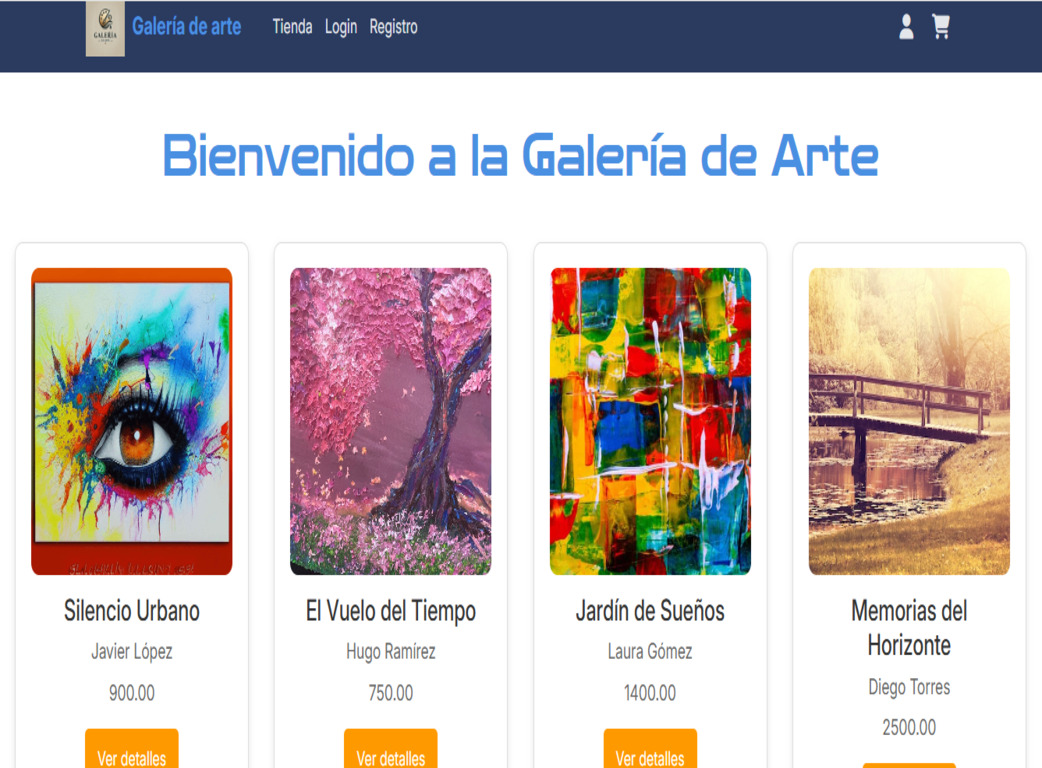 GALERÍA
Galería de arte
Tienda Login Registro
Bienvenido a la Galería de Arte
Silencio Urbano
Javier López
900.00
Ver detalles
El Vuelo del Tiempo
Hugo Ramírez
750.00
Ver detalles
Jardín de Sueños
Laura Gómez
1400.00
Ver detalles
Memorias del
Horizonte
Diego Torres
2500.00